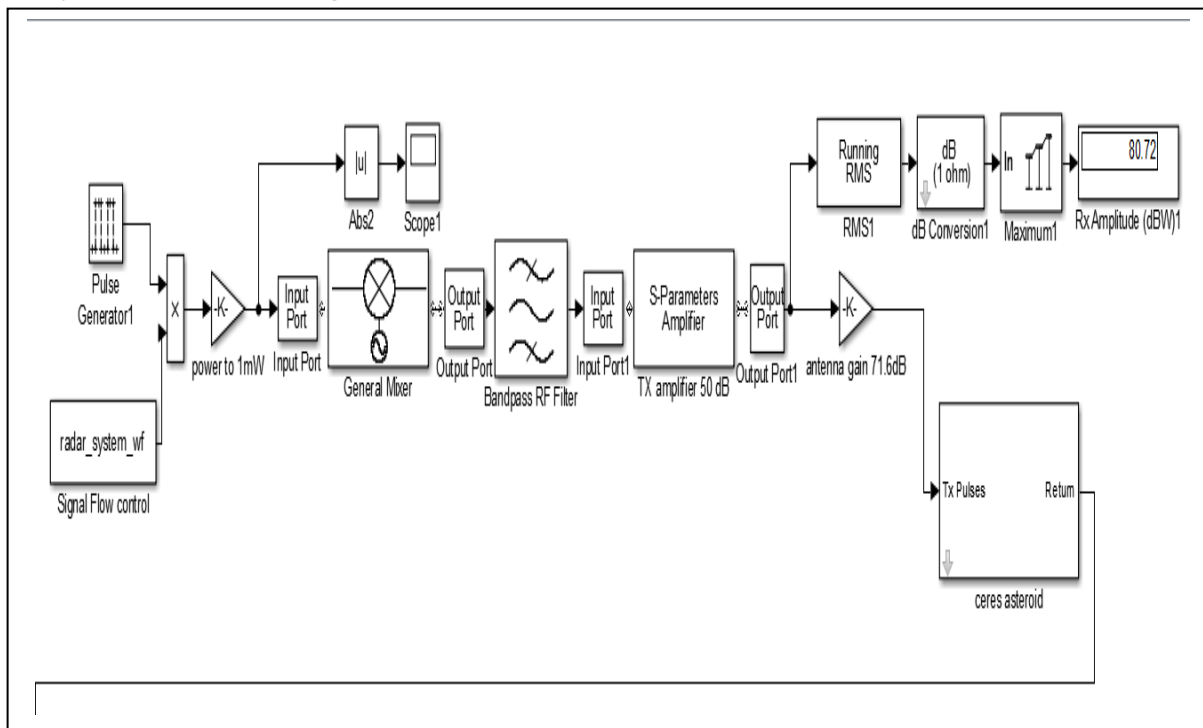 Pulse
Generator1
radar_system_wf
Signal Flow control
x
-K-
power to 1mW
|u|
Abs2
Scope1
Input
Port
Input Port
General Mixer
Output
Port
Output Port
Bandpass RF Filter
Input
Port
Input Port1
S-Parameters
Amplifier
TX amplifier 50 dB
Output
Port
Output Port1
Running
RMS
RMS1
dB
(1 ohm)
dB Conversion1
In
Maximum1
80.72
Rx Amplitude (dBW)1
-K-
antenna gain 71.6dB
Tx Pulses
Return
ceres asteroid